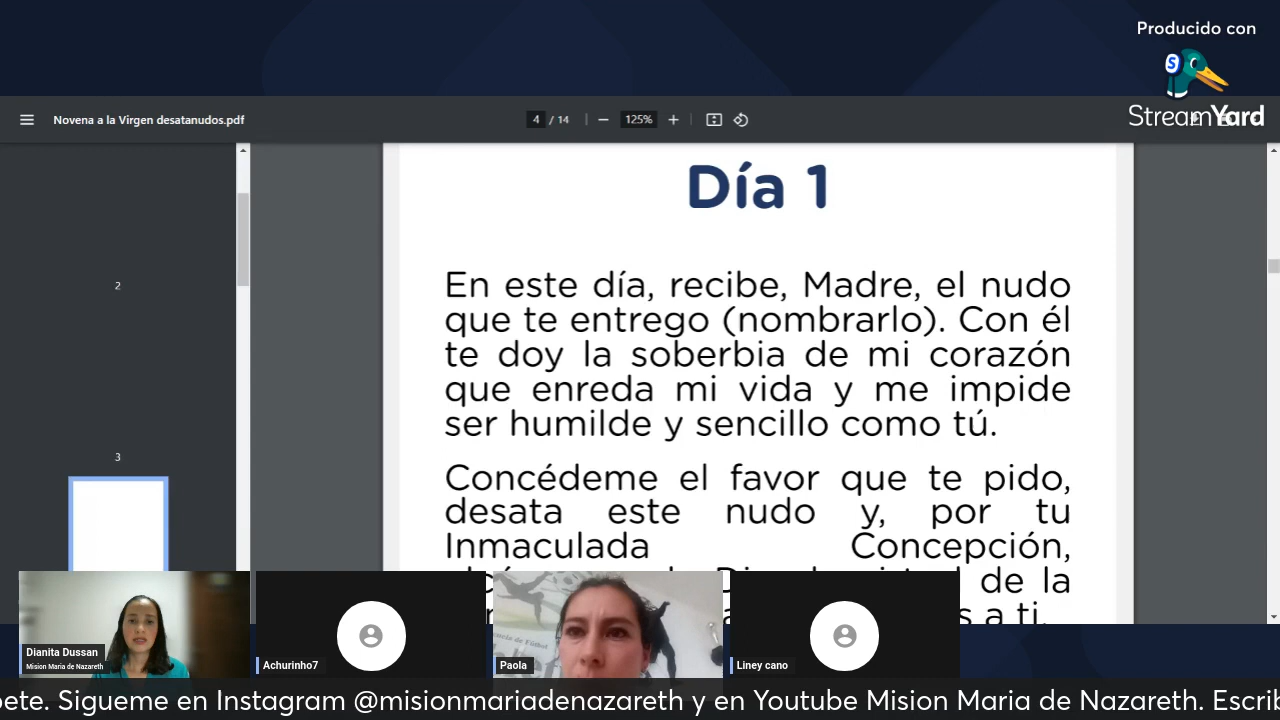 Producido con
StreamYard
Novena a la Virgen desatanudos.pdf
4 / 14
125%
Día 1
En este día, recibe, Madre, el nudo
que te entrego (nombrarlo). Con él
te doy la soberbia de mi corazón
que enreda mi vida y me impide
ser humilde y sencillo como tú.
Concédeme el favor que te pido,
desata este nudo y, por tu
Inmaculada Concepción,
de la
a ti.
2
3
Dianita Dussan
Mision Maria de Nazareth
Achurinho7
Paola
Liney cano
Sigueme en Instagram @misionmariadenazareth y en Youtube Mision Maria de Nazareth.